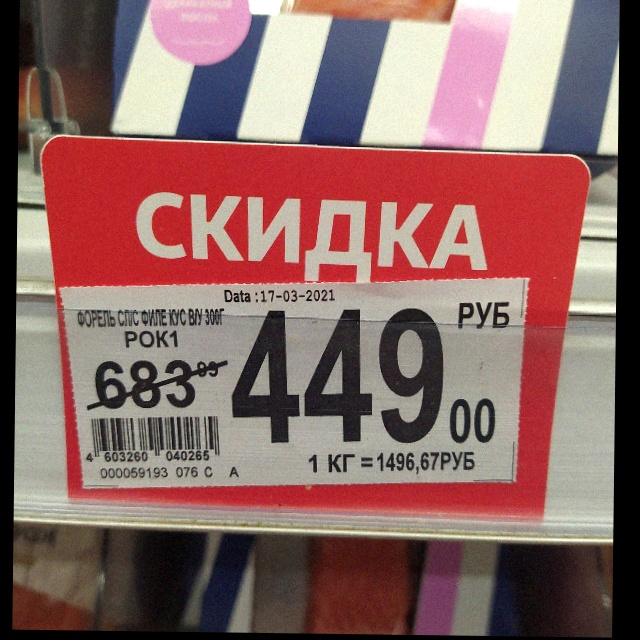 СКИДКА
Data :17-03-2021
ФОРЕЛЬ СЛ/С ФИЛЕ КУС В/У 300Г
РОК1
683 89
449 00
РУБ
4 603260 040265
1 КГ =1496,67РУБ
000059193 076 С А